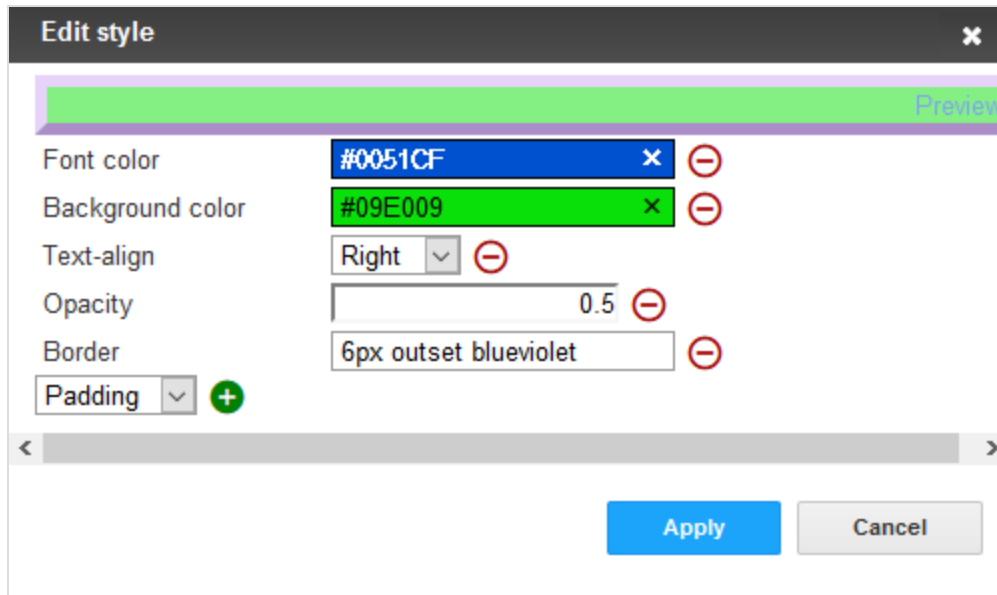 Edit style
Preview
Font color #0051CF
Background color #09E009
Text-align Right
Opacity 0.5
Border 6px outset blueviolet
Padding
Apply Cancel